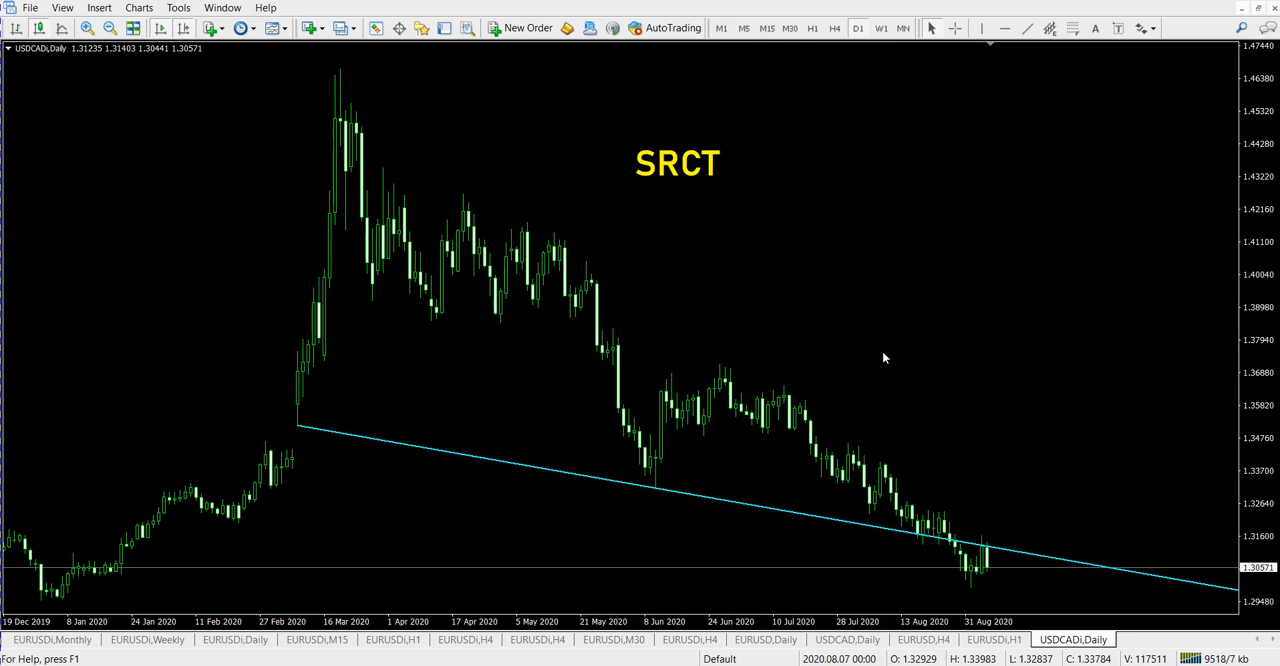 File View Insert Charts Tools Window Help
New Order AutoTrading M1 M5 M15 M30 H1 H4 D1 W1 MN
USDCADi,Daily 1.31235 1.31403 1.30441 1.30571
1.47440
1.46380
1.45320
1.44280
1.43220
1.42160
1.41100
1.40040
1.38980
1.37940
1.36880
1.35820
1.34760
1.33700
1.32640
1.31600
1.30571
1.29480
SRCT
19 Dec 2019 8 Jan 2020 24 Jan 2020 11 Feb 2020 27 Feb 2020 16 Mar 2020 1 Apr 2020 17 Apr 2020 5 May 2020 21 May 2020 8 Jun 2020 24 Jun 2020 10 Jul 2020 28 Jul 2020 13 Aug 2020 31 Aug 2020
EURUSDi,Monthly EURUSDi,Weekly EURUSDi,Daily EURUSDi,M15 EURUSDi,H1 EURUSDi,H4 EURUSDi,H4 EURUSDi,M30 EURUSDi,H4 EURUSD,Daily USDCAD,Daily EURUSD,H4 EURUSDi,H1 USDCADi,Daily
For Help, press F1 Default 2020.08.07 00:00 O: 1.32929 H: 1.33983 L: 1.32837 C: 1.33784 V: 117511 9518/7 kb